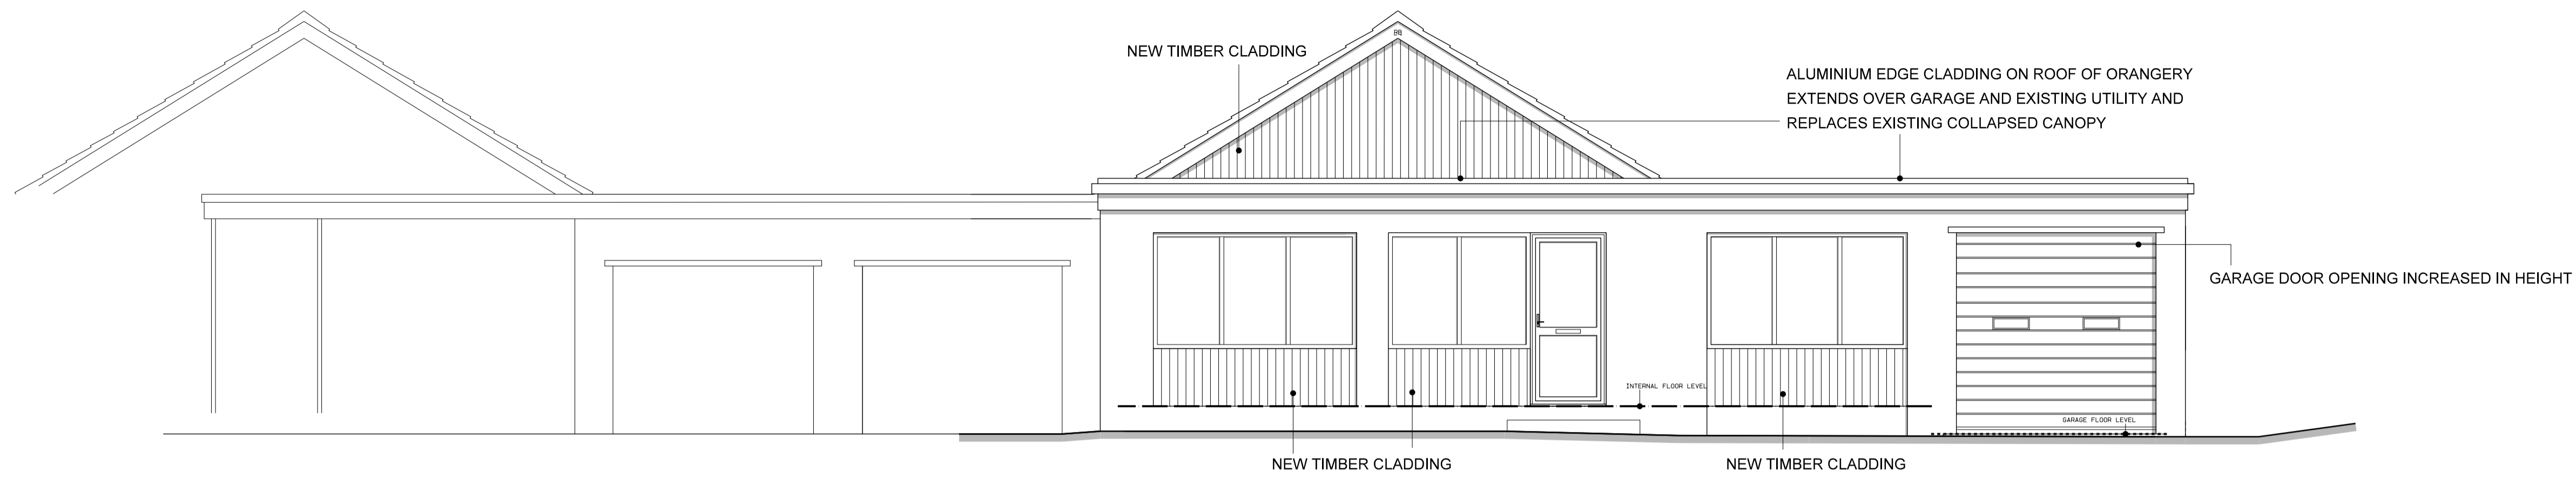 NEW TIMBER CLADDING
ALUMINIUM EDGE CLADDING ON ROOF OF ORANGERY
EXTENDS OVER GARAGE AND EXISTING UTILITY AND
REPLACES EXISTING COLLAPSED CANOPY
GARAGE DOOR OPENING INCREASED IN HEIGHT
INTERNAL FLOOR LEVEL
GARAGE FLOOR LEVEL
NEW TIMBER CLADDING
NEW TIMBER CLADDING